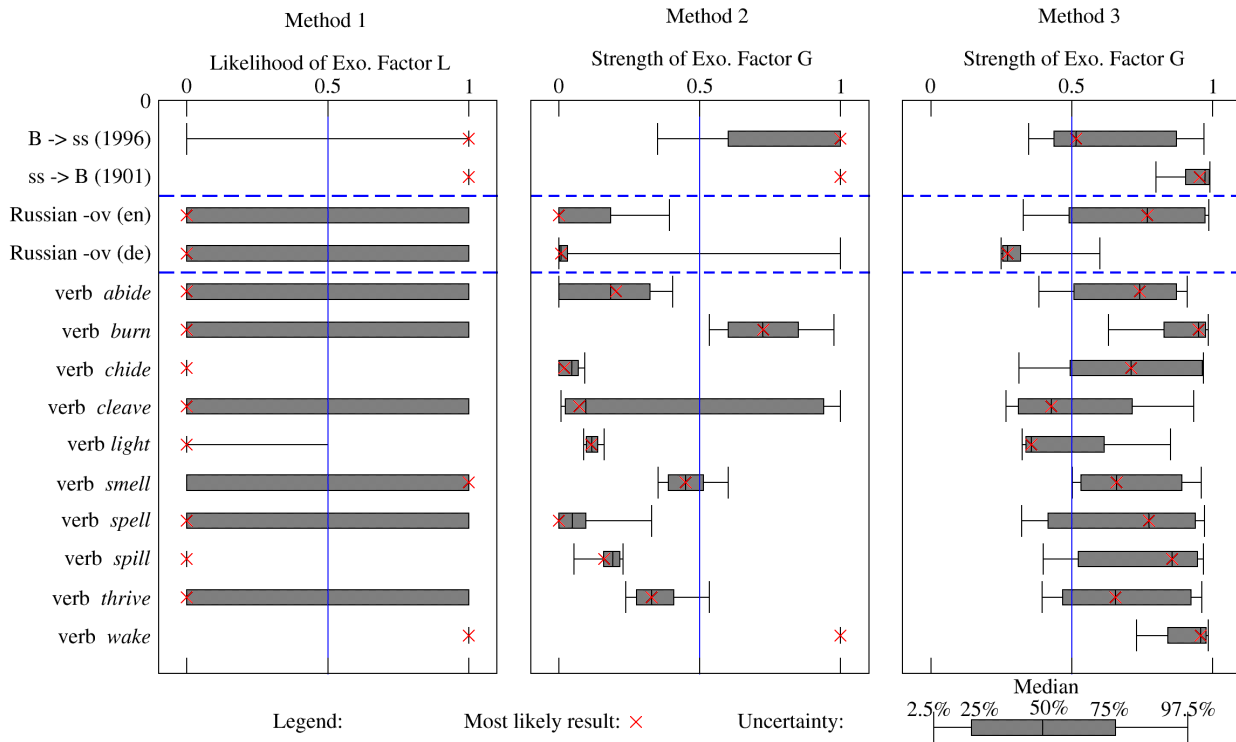 Method 1 Method 2 Method 3
Likelihood of Exo. Factor L Strength of Exo. Factor G Strength of Exo. Factor G
0 0.5 1 0 0.5 1 0 0.5 1
0
B -> ss (1996)
ss -> B (1901)
Russian -ov (en)
Russian -ov (de)
verb abide
verb burn
verb chide
verb cleave
verb light
verb smell
verb spell
verb spill
verb thrive
verb wake
Median
2.5% 25% 50% 75% 97.5%
Legend: Most likely result: Uncertainty: